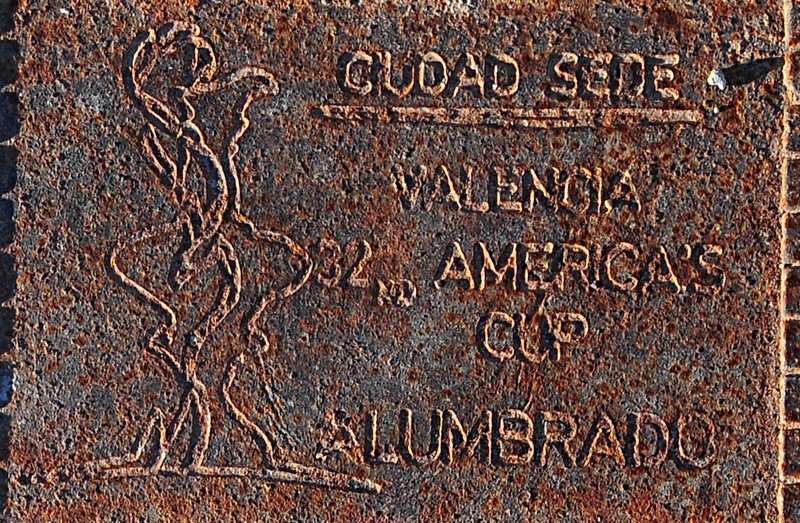 CIUDAD SEDE
VALENCIA
32ND AMERICA'S
CUP
ALUMBRADO